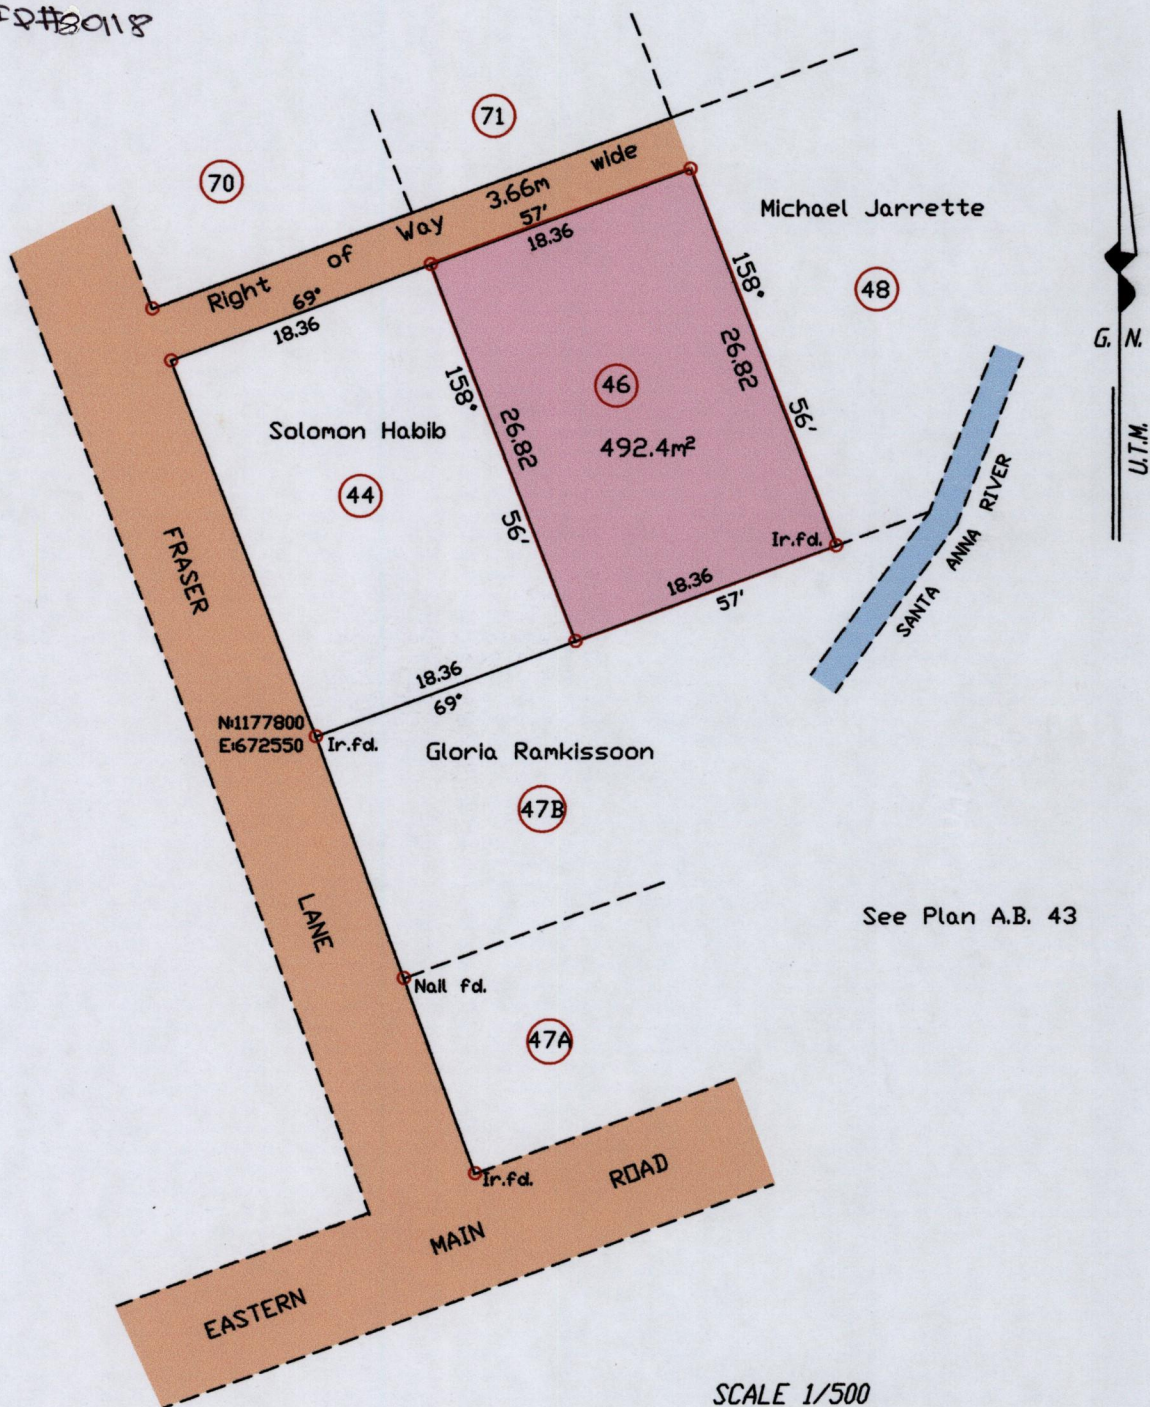 #80118
71
70
Right of Way 3.66m wide
57'
18.36
69°
18.36
Michael Jarrette
48
158°
26.82
56'
G. N.
U.T.M.
46
492.4m²
158°
26.82
56'
Solomon Habib
44
Ir.fd.
18.36
57'
SANTA ANNA RIVER
FRASER
18.36
69°
N:1177800
E:672550
Ir.fd.
Gloria Ramkissoon
47B
LANE
See Plan A.B. 43
Nail fd.
47A
Ir.fd.
EASTERN MAIN ROAD
SCALE 1/500